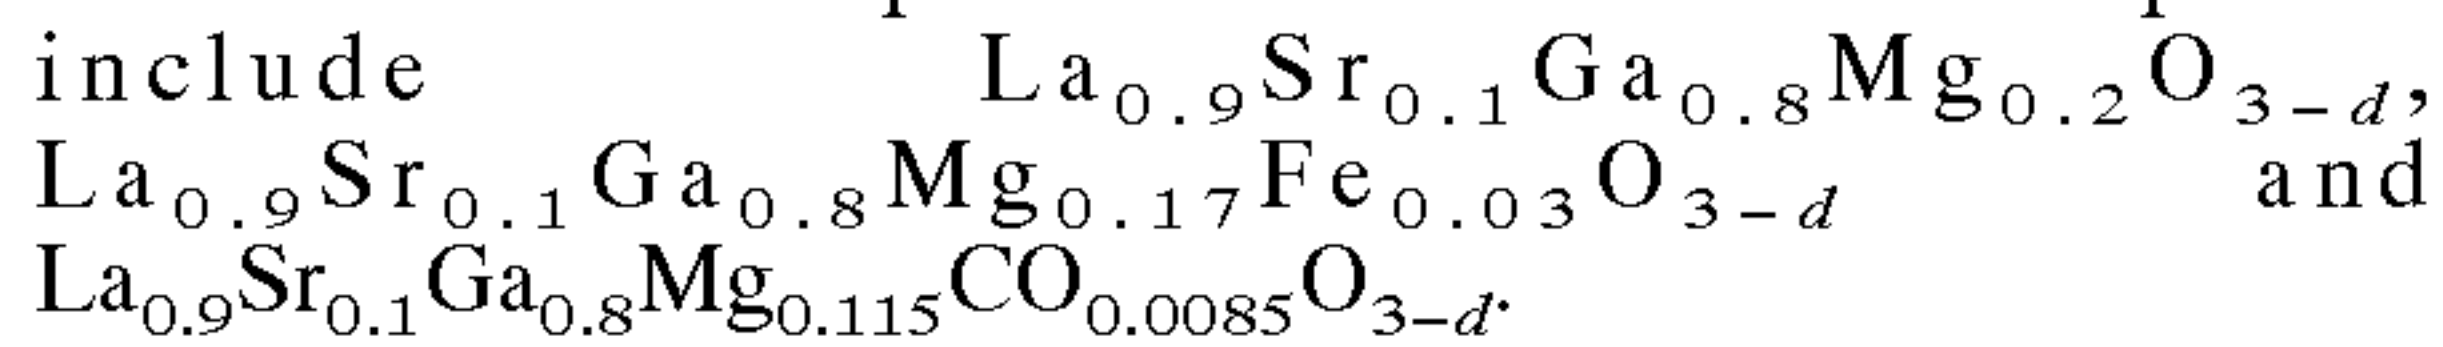 include La₀.₉Sr₀.₁Ga₀.₈Mg₀.₂O₃₋d,
La₀.₉Sr₀.₁Ga₀.₈Mg₀.₁₇Fe₀.₀₃O₃₋d and
La₀.₉Sr₀.₁Ga₀.₈Mg₀.₁₁₅CO₀.₀₀₈₅O₃₋d.